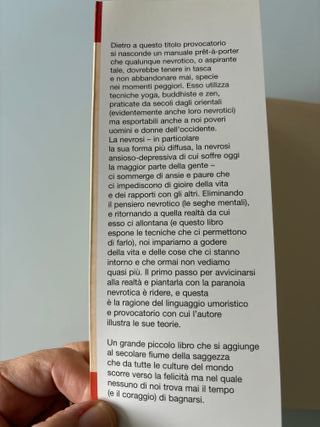 Dietro a questo titolo provocatorio
si nasconde un manuale prêt-à-porter
che qualunque nevrotico, o aspirante
tale, dovrebbe tenere in tasca
e non abbandonare mai, specie
nei momenti peggiori. Esso utilizza
tecniche yoga, buddhiste e zen,
praticate da secoli dagli orientali
(evidentemente anche loro nevrotici)
ma esportabili anche a noi poveri
uomini e donne dell'occidente.
La nevrosi – in particolare
la sua forma più diffusa, la nevrosi
ansioso-depressiva di cui soffre oggi
la maggior parte della gente –
ci sommerge di ansie e paure che
ci impediscono di gioire della vita
e dei rapporti con gli altri. Eliminando
il pensiero nevrotico (le seghe mentali),
e ritornando a quella realtà da cui
esso ci allontana (e questo libro
espone le tecniche che ci permettono
di farlo), noi impariamo a godere
della vita e delle cose che ci stanno
intorno e che ormai non vediamo
quasi più. Il primo passo per avvicinarsi
alla realtà e piantarla con la paranoia
nevrotica è ridere, e questa
è la ragione del linguaggio umoristico
e provocatorio con cui l'autore
illustra le sue teorie.
Un grande piccolo libro che si aggiunge
al secolare fiume della saggezza
che da tutte le culture del mondo
scorre verso la felicità ma nel quale
nessuno di noi trova mai il tempo
(e il coraggio) di bagnarsi.